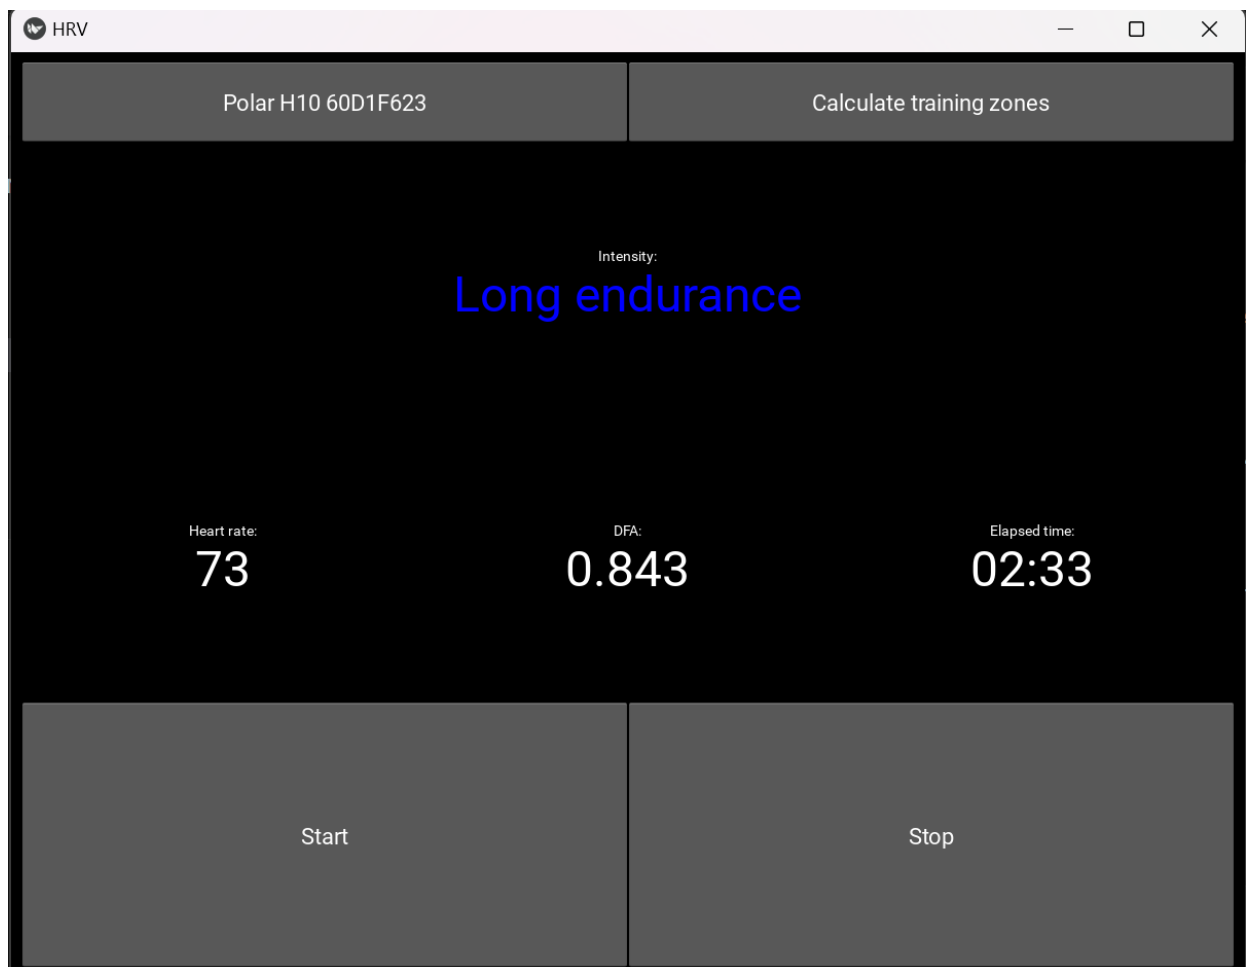 HRV
Polar H10 60D1F623
Calculate training zones
Intensity:
Long endurance
Heart rate:
73
DFA:
0.843
Elapsed time:
02:33
Start
Stop